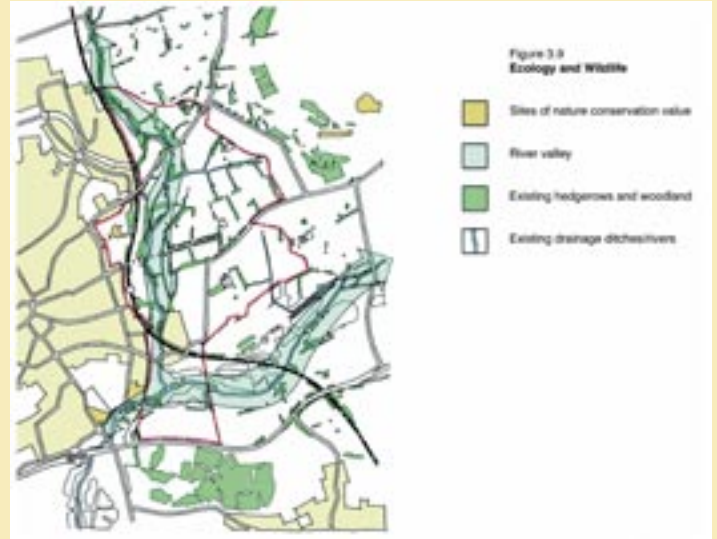 Figure 3.9
Ecology and Wildlife
Sites of nature conservation value
River valley
Existing hedgerows and woodland
Existing drainage ditches/rivers